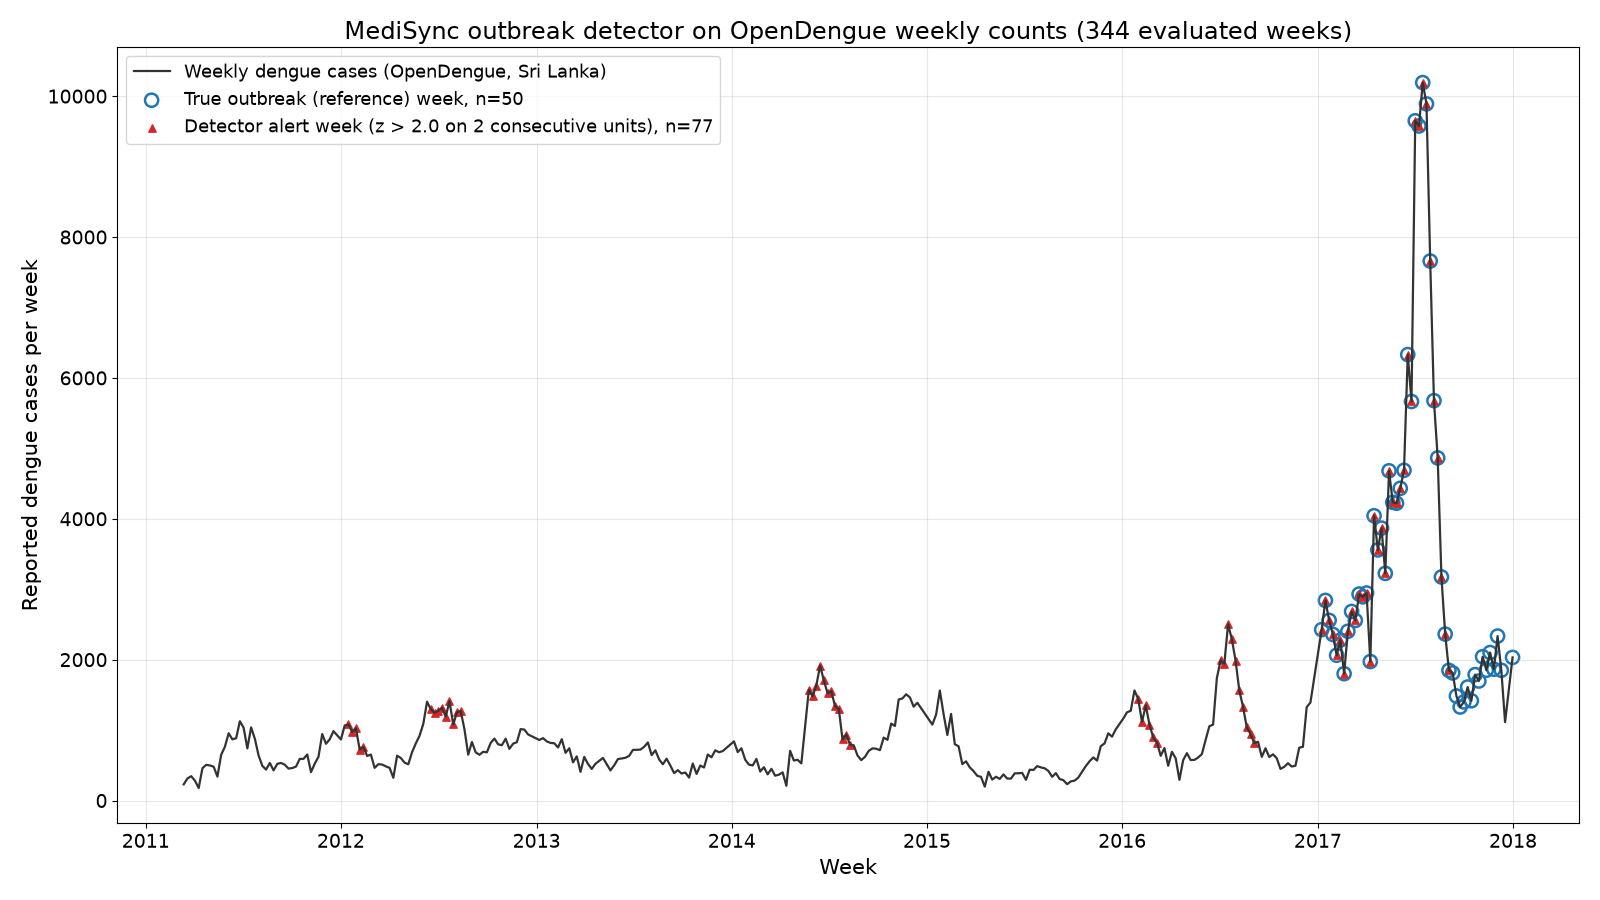 MediSync outbreak detector on OpenDengue weekly counts (344 evaluated weeks)
Weekly dengue cases (OpenDengue, Sri Lanka)
True outbreak (reference) week, n=50
Detector alert week (z > 2.0 on 2 consecutive units), n=77
Reported dengue cases per week
10000
8000
6000
4000
2000
0
2011 2012 2013 2014 2015 2016 2017 2018
Week